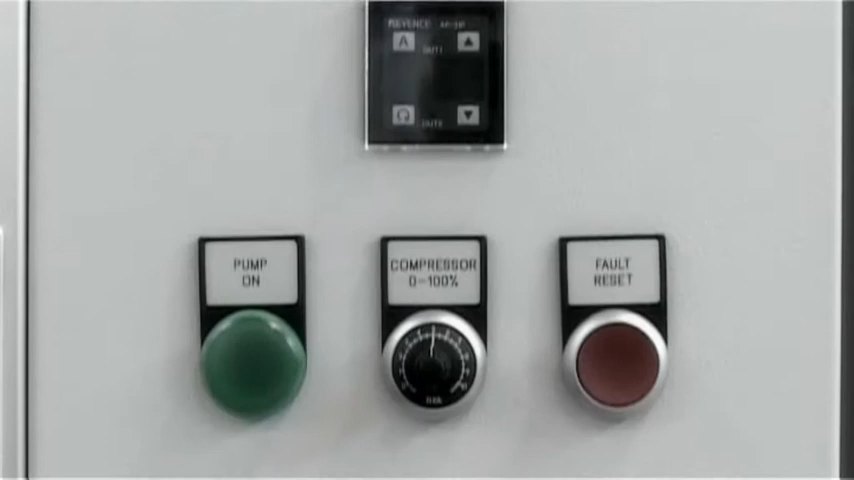 KEYENCE
A
OUT1
OUT2
PUMP
ON
COMPRESSOR
0-100%
FAULT
RESET